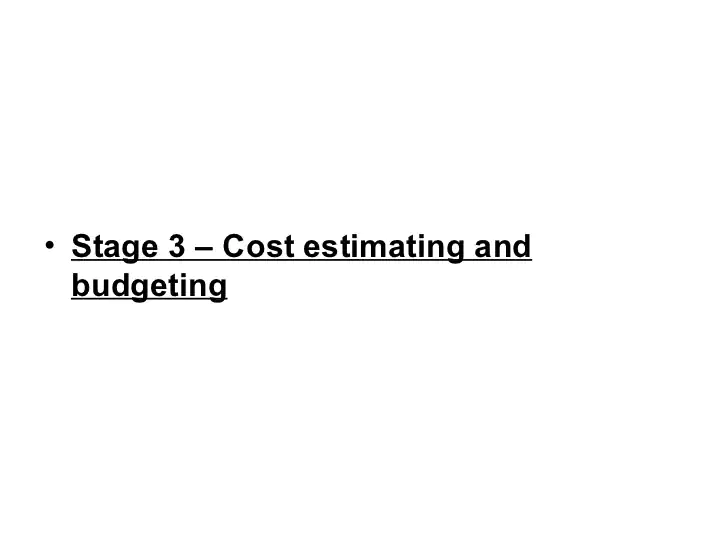 • Stage 3 – Cost estimating and
budgeting